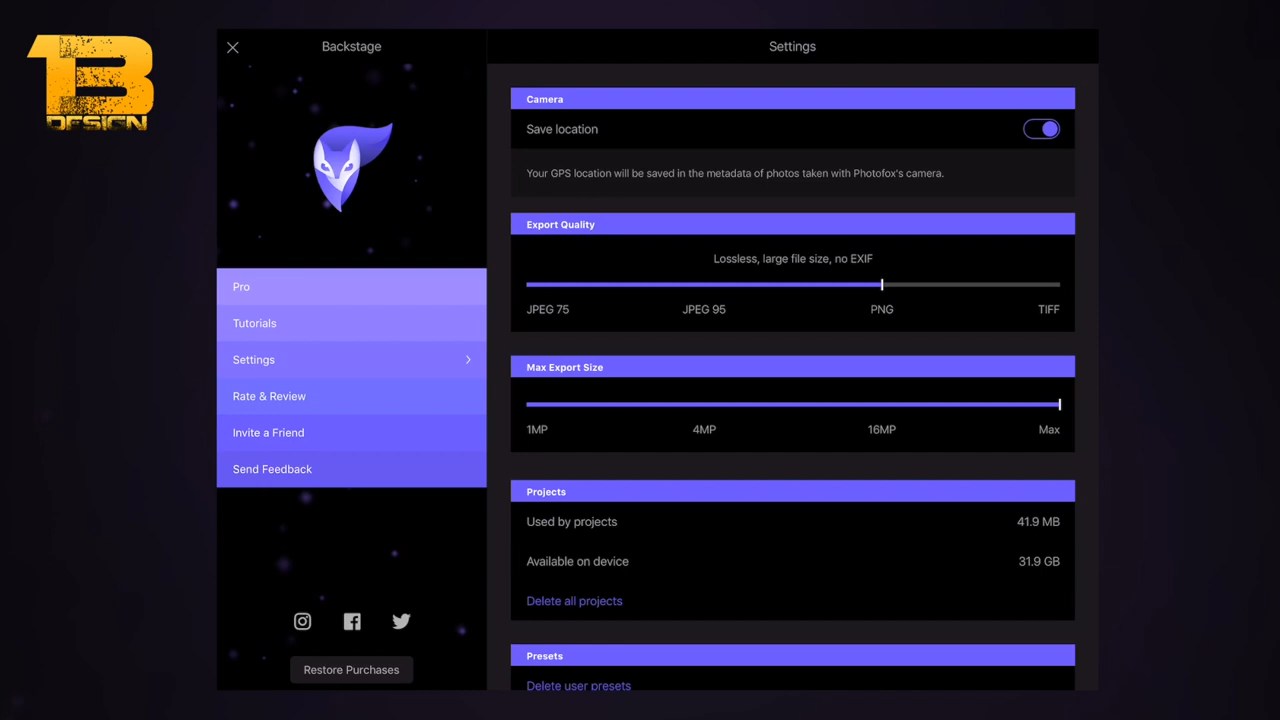 13
DESIGN
Backstage
Pro
Tutorials
Settings
Rate & Review
Invite a Friend
Send Feedback
Restore Purchases
Settings
Camera
Save location
Your GPS location will be saved in the metadata of photos taken with Photofox's camera.
Export Quality
Lossless, large file size, no EXIF
JPEG 75 JPEG 95 PNG TIFF
Max Export Size
1MP 4MP 16MP Max
Projects
Used by projects 41.9 MB
Available on device 31.9 GB
Delete all projects
Presets
Delete user presets